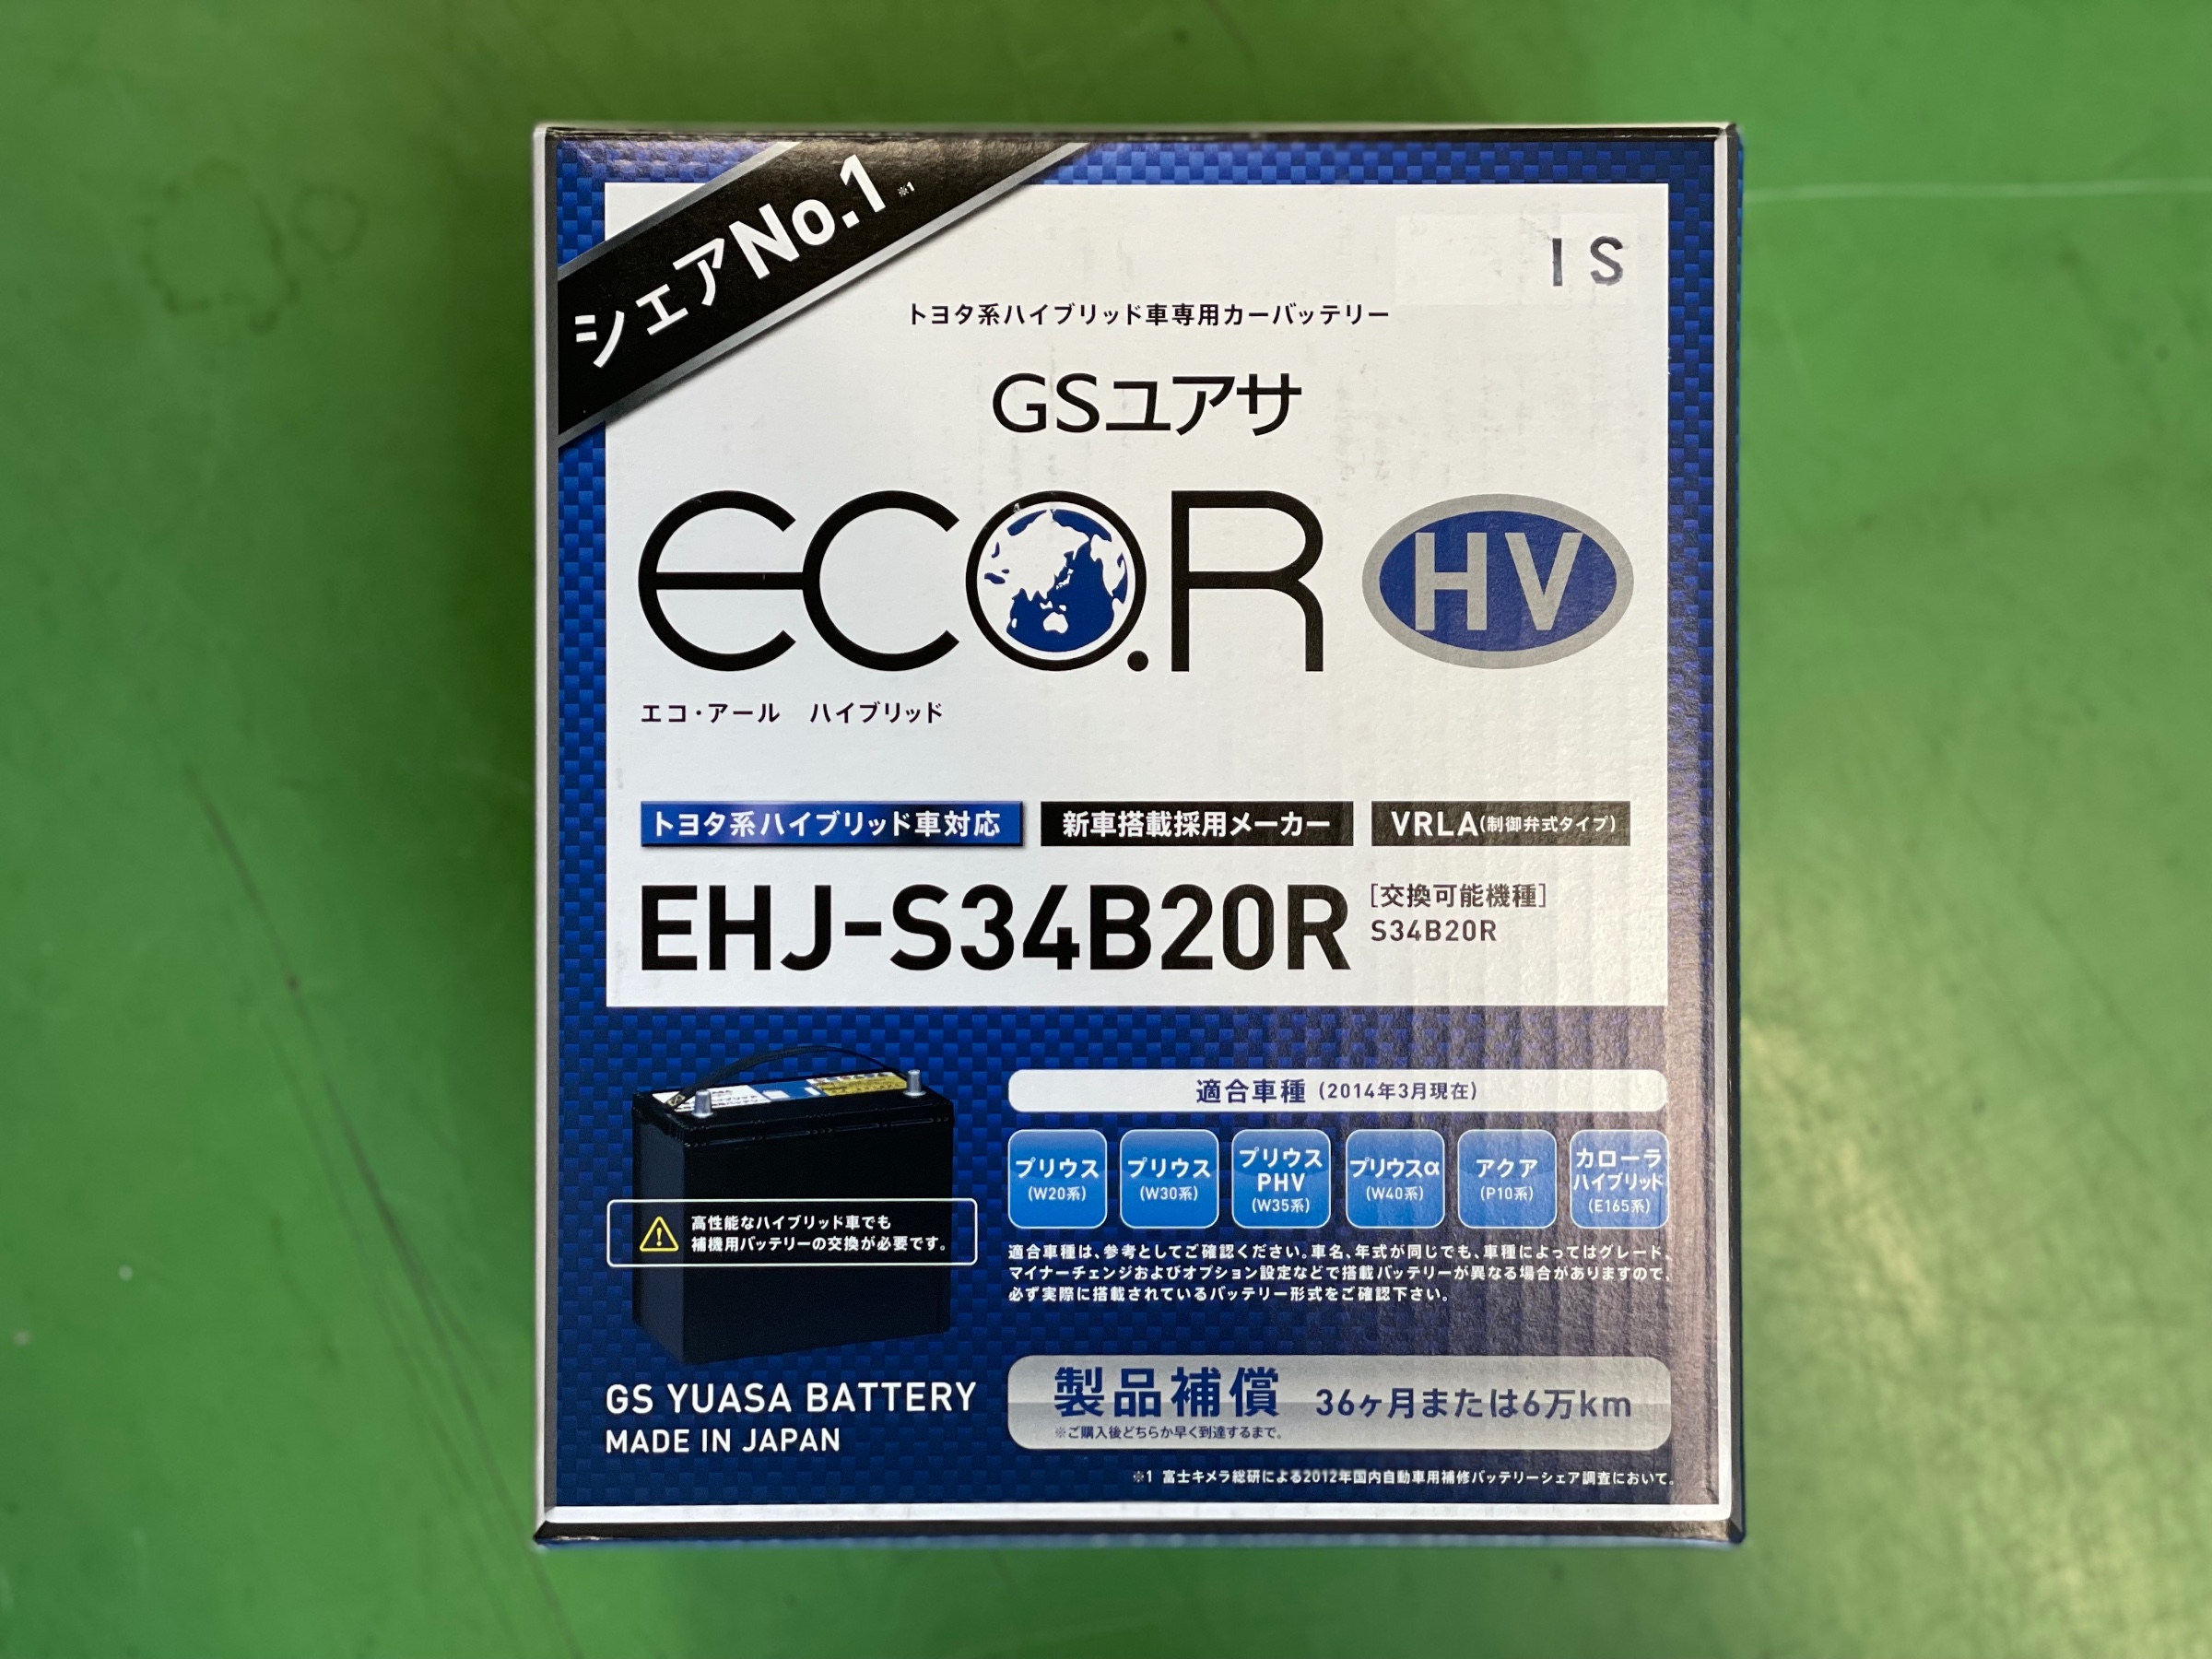 シェアNo.1 ※1
1S
トヨタ系ハイブリッド車専用カーバッテリー
GSユアサ
eco.R HV
エコ・アール ハイブリッド
トヨタ系ハイブリッド車対応 新車搭載採用メーカー VRLA(制御弁式タイプ)
EHJ-S34B20R [交換可能機種]
S34B20R
適合車種 (2014年3月現在)
プリウス (W20系)
プリウス (W30系)
プリウス PHV (W35系)
プリウスα (W40系)
アクア (P10系)
カローラ ハイブリッド (E165系)
高性能なハイブリッド車でも
補機用バッテリーの交換が必要です。
適合車種は、参考としてご確認ください。車名、年式が同じでも、車種によってはグレード、
マイナーチェンジおよびオプション設定などで搭載バッテリーが異なる場合がありますので、
必ず実際に搭載されているバッテリー形式をご確認下さい。
GS YUASA BATTERY
MADE IN JAPAN
製品補償 36ヶ月または6万km
※ご購入後どちらか早く到達するまで。
※1 富士キメラ総研による2012年国内自動車用補修バッテリーシェア調査において。